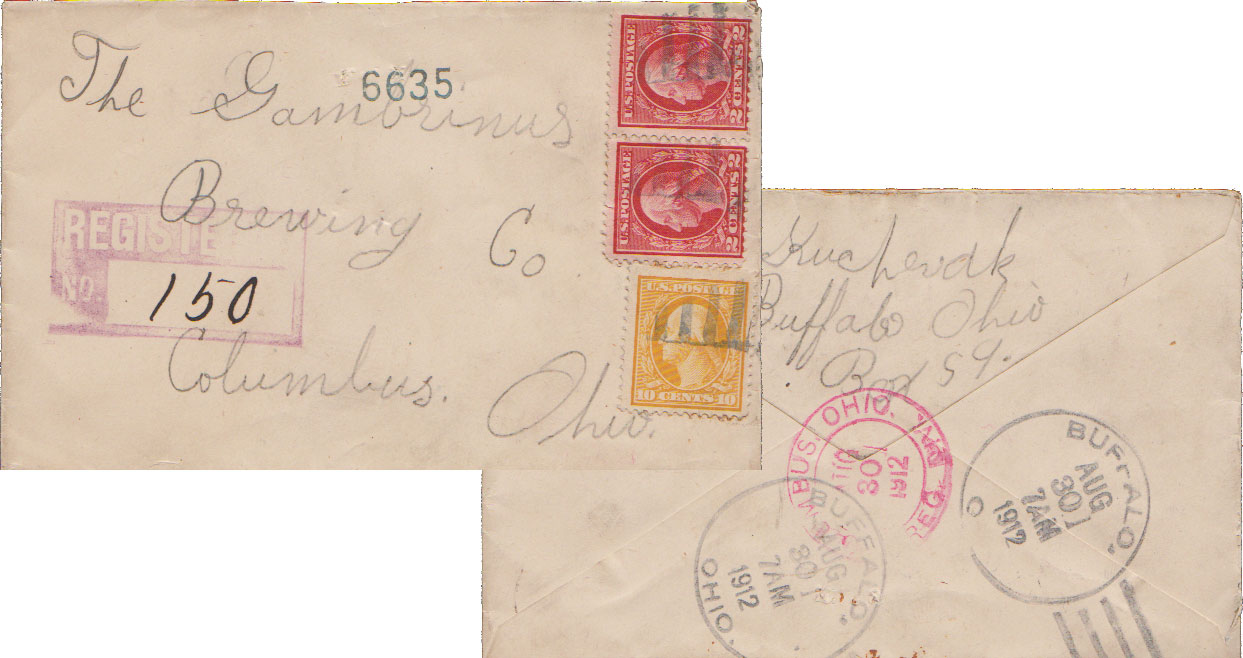 The Gambrinus
6635
Brewing
Co
REGISTE
NO. 150
Columbus.
Ohio.
U.S. POSTAGE
2 CENTS 2
U.S. POSTAGE
2 CENTS 2
U.S. POSTAGE
10 CENTS 10
Buffalo Ohio
Box 59.
BUS. OHIO. REG.
AUG
30
1912
BUFFALO. OHIO.
AUG
30
7AM
1912
BUFFALO. O
AUG
30
7AM
1912